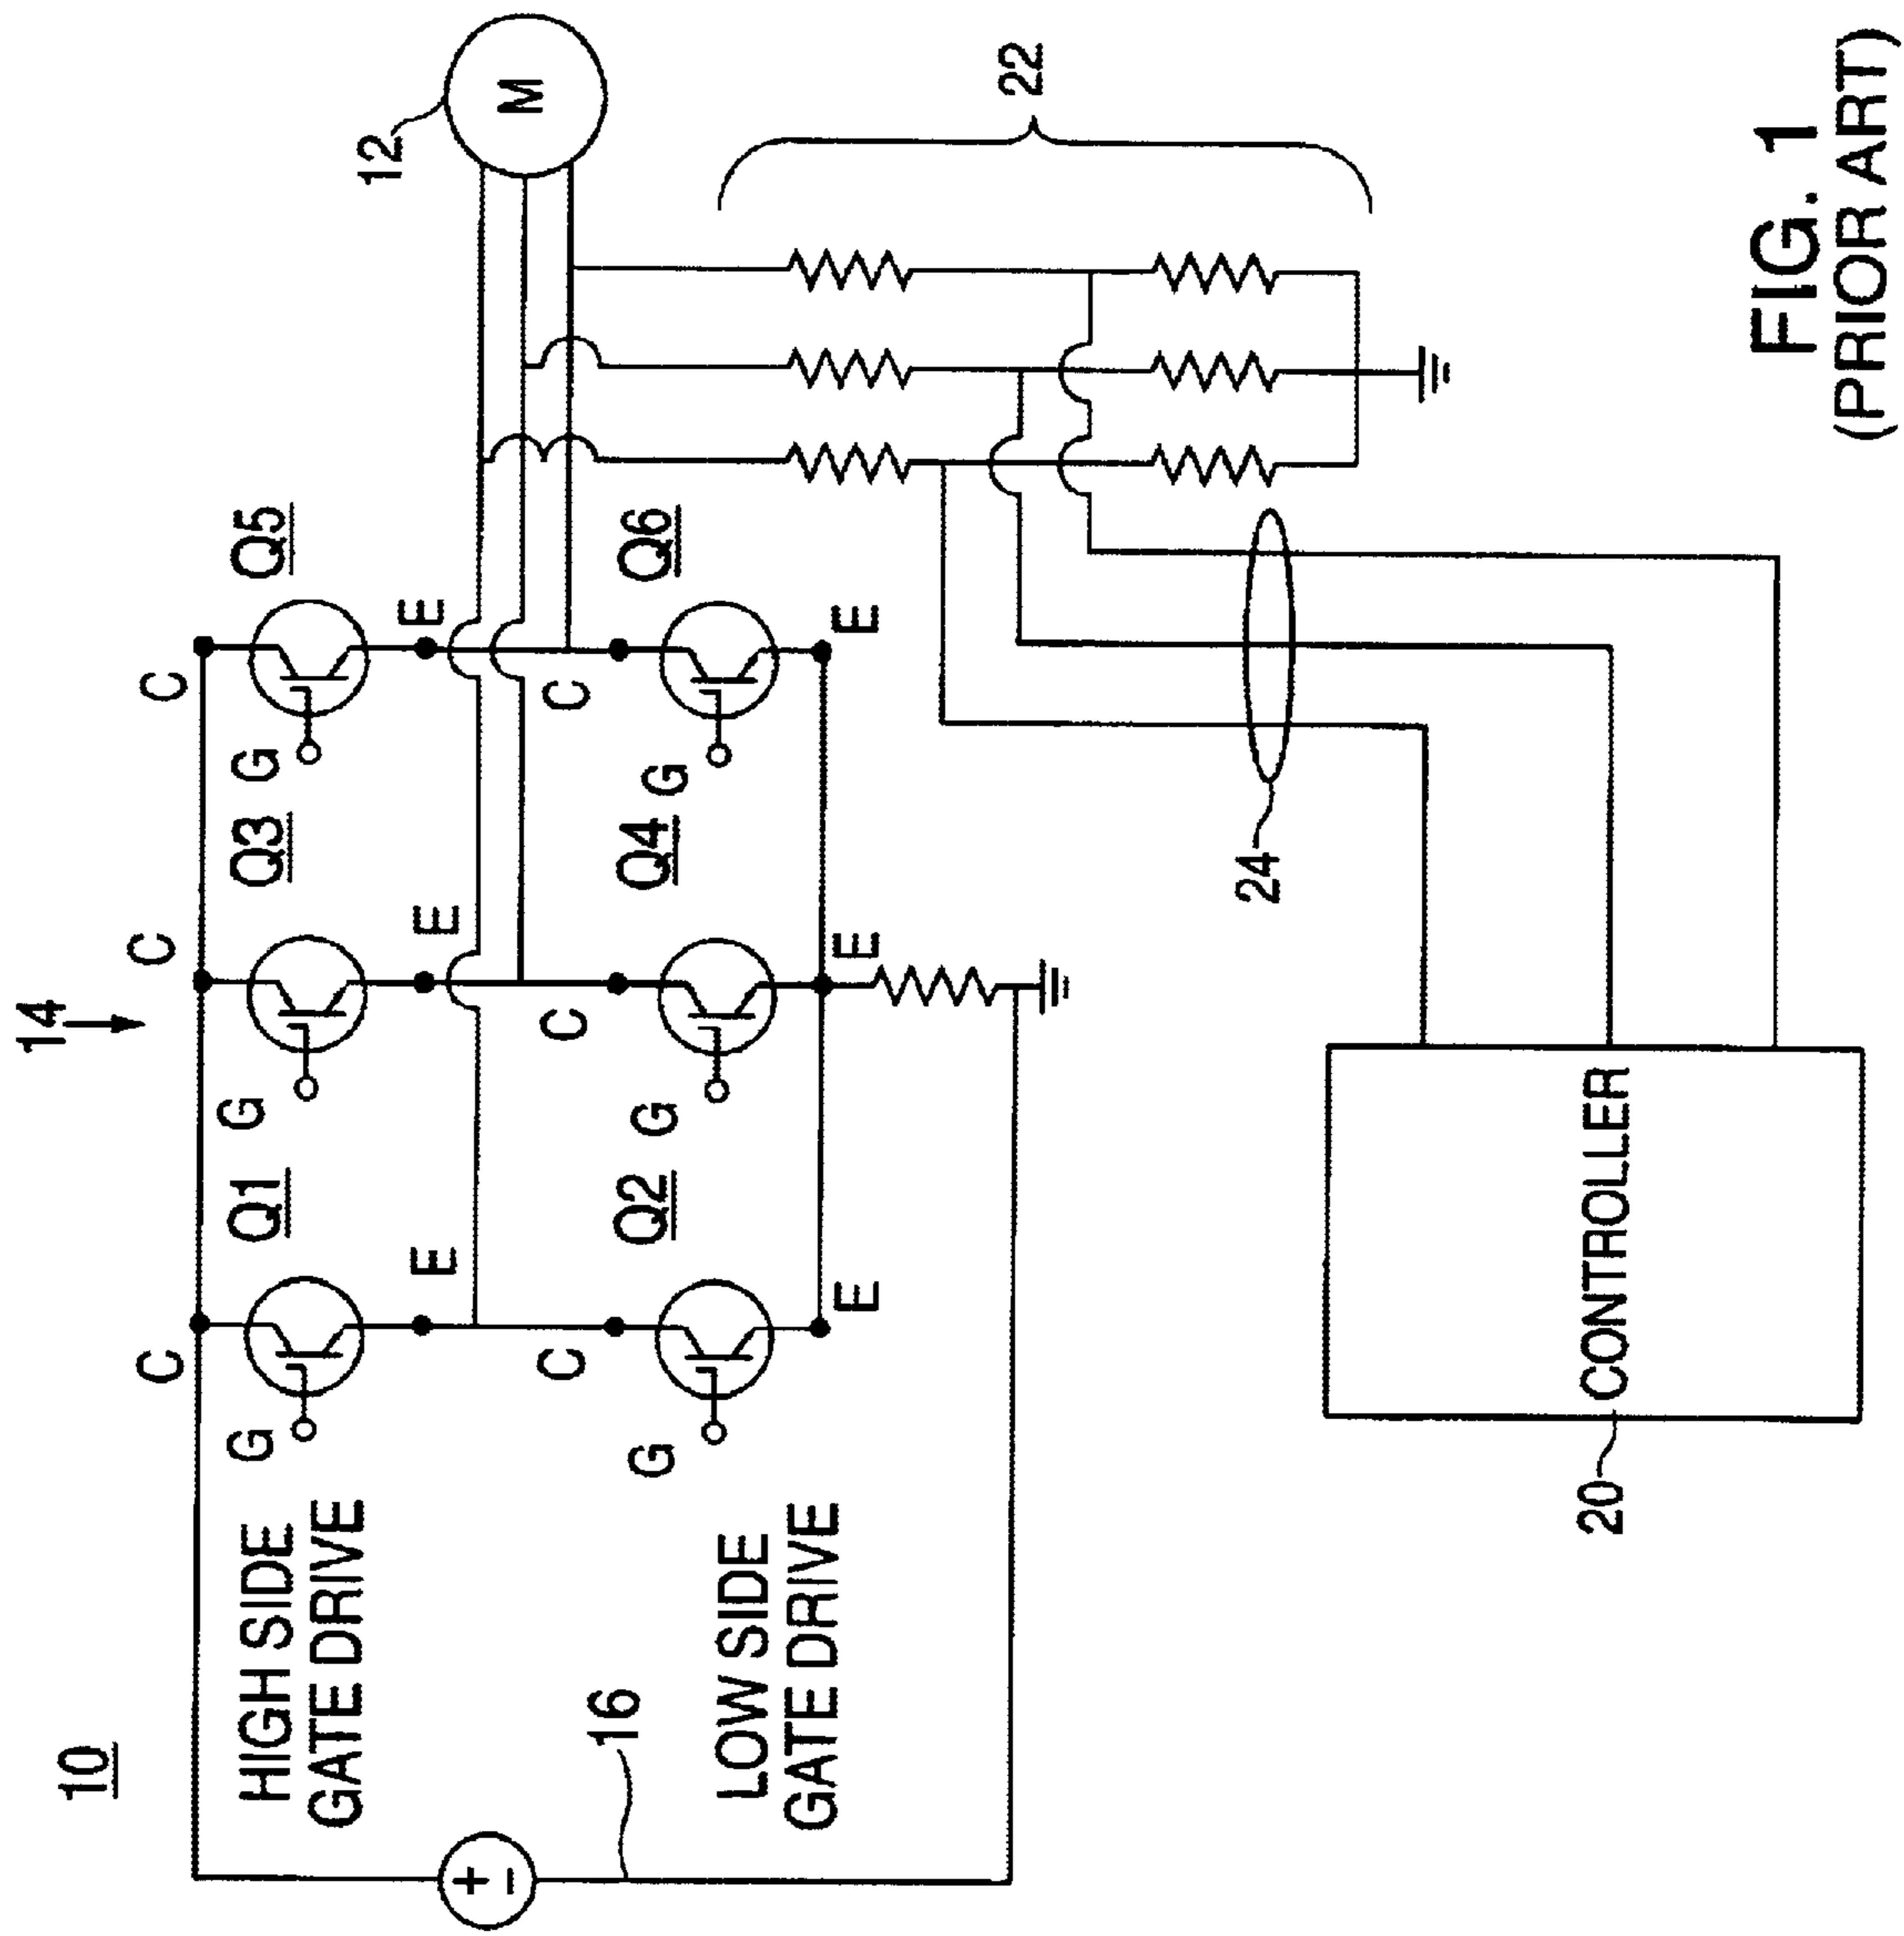 10
14
C
C
C
12
M
HIGH SIDE
GATE DRIVE
G
Q1
G
Q3
G
Q5
E
E
E
16
C
C
C
LOW SIDE
GATE DRIVE
G
Q2
G
Q4
G
Q6
E
E
E
22
24
20
CONTROLLER
+
-
FIG. 1
(PRIOR ART)